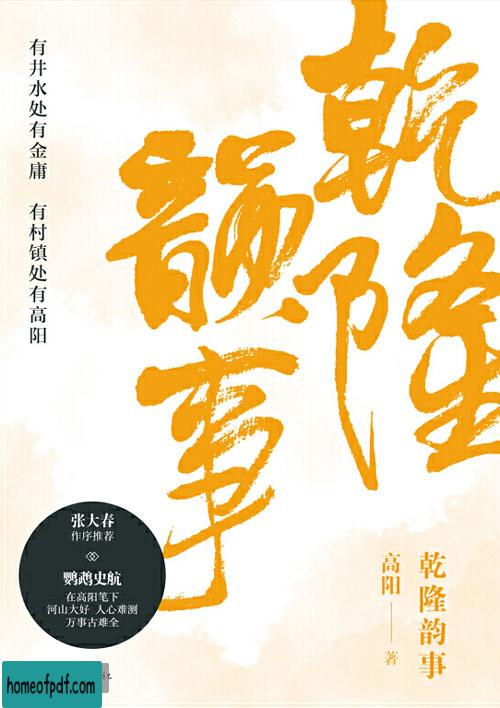 乾隆
韻事
有井水处有金庸 有村镇处有高阳
乾隆韵事
高阳——著
张大春
作序推荐
鹦鹉史航
在高阳笔下
河山大好 人心难测
万事古难全
社
homeofpdf.com